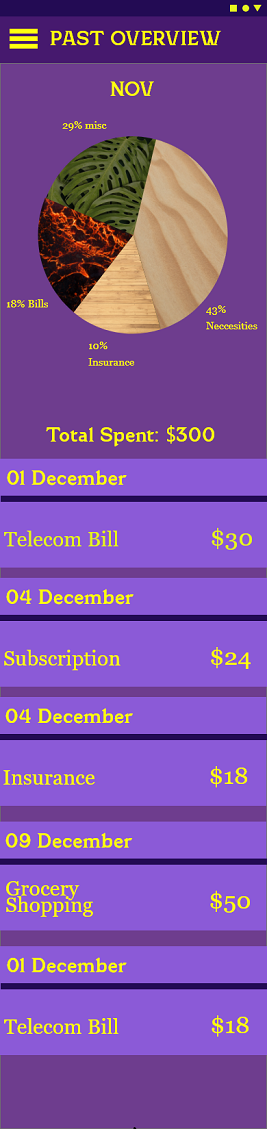 PAST OVERVIEW
NOV
29% misc
18% Bills
43%
Neccesities
10%
Insurance
Total Spent: $300
01 December
Telecom Bill $30
04 December
Subscription $24
04 December
Insurance $18
09 December
Grocery
Shopping $50
01 December
Telecom Bill $18